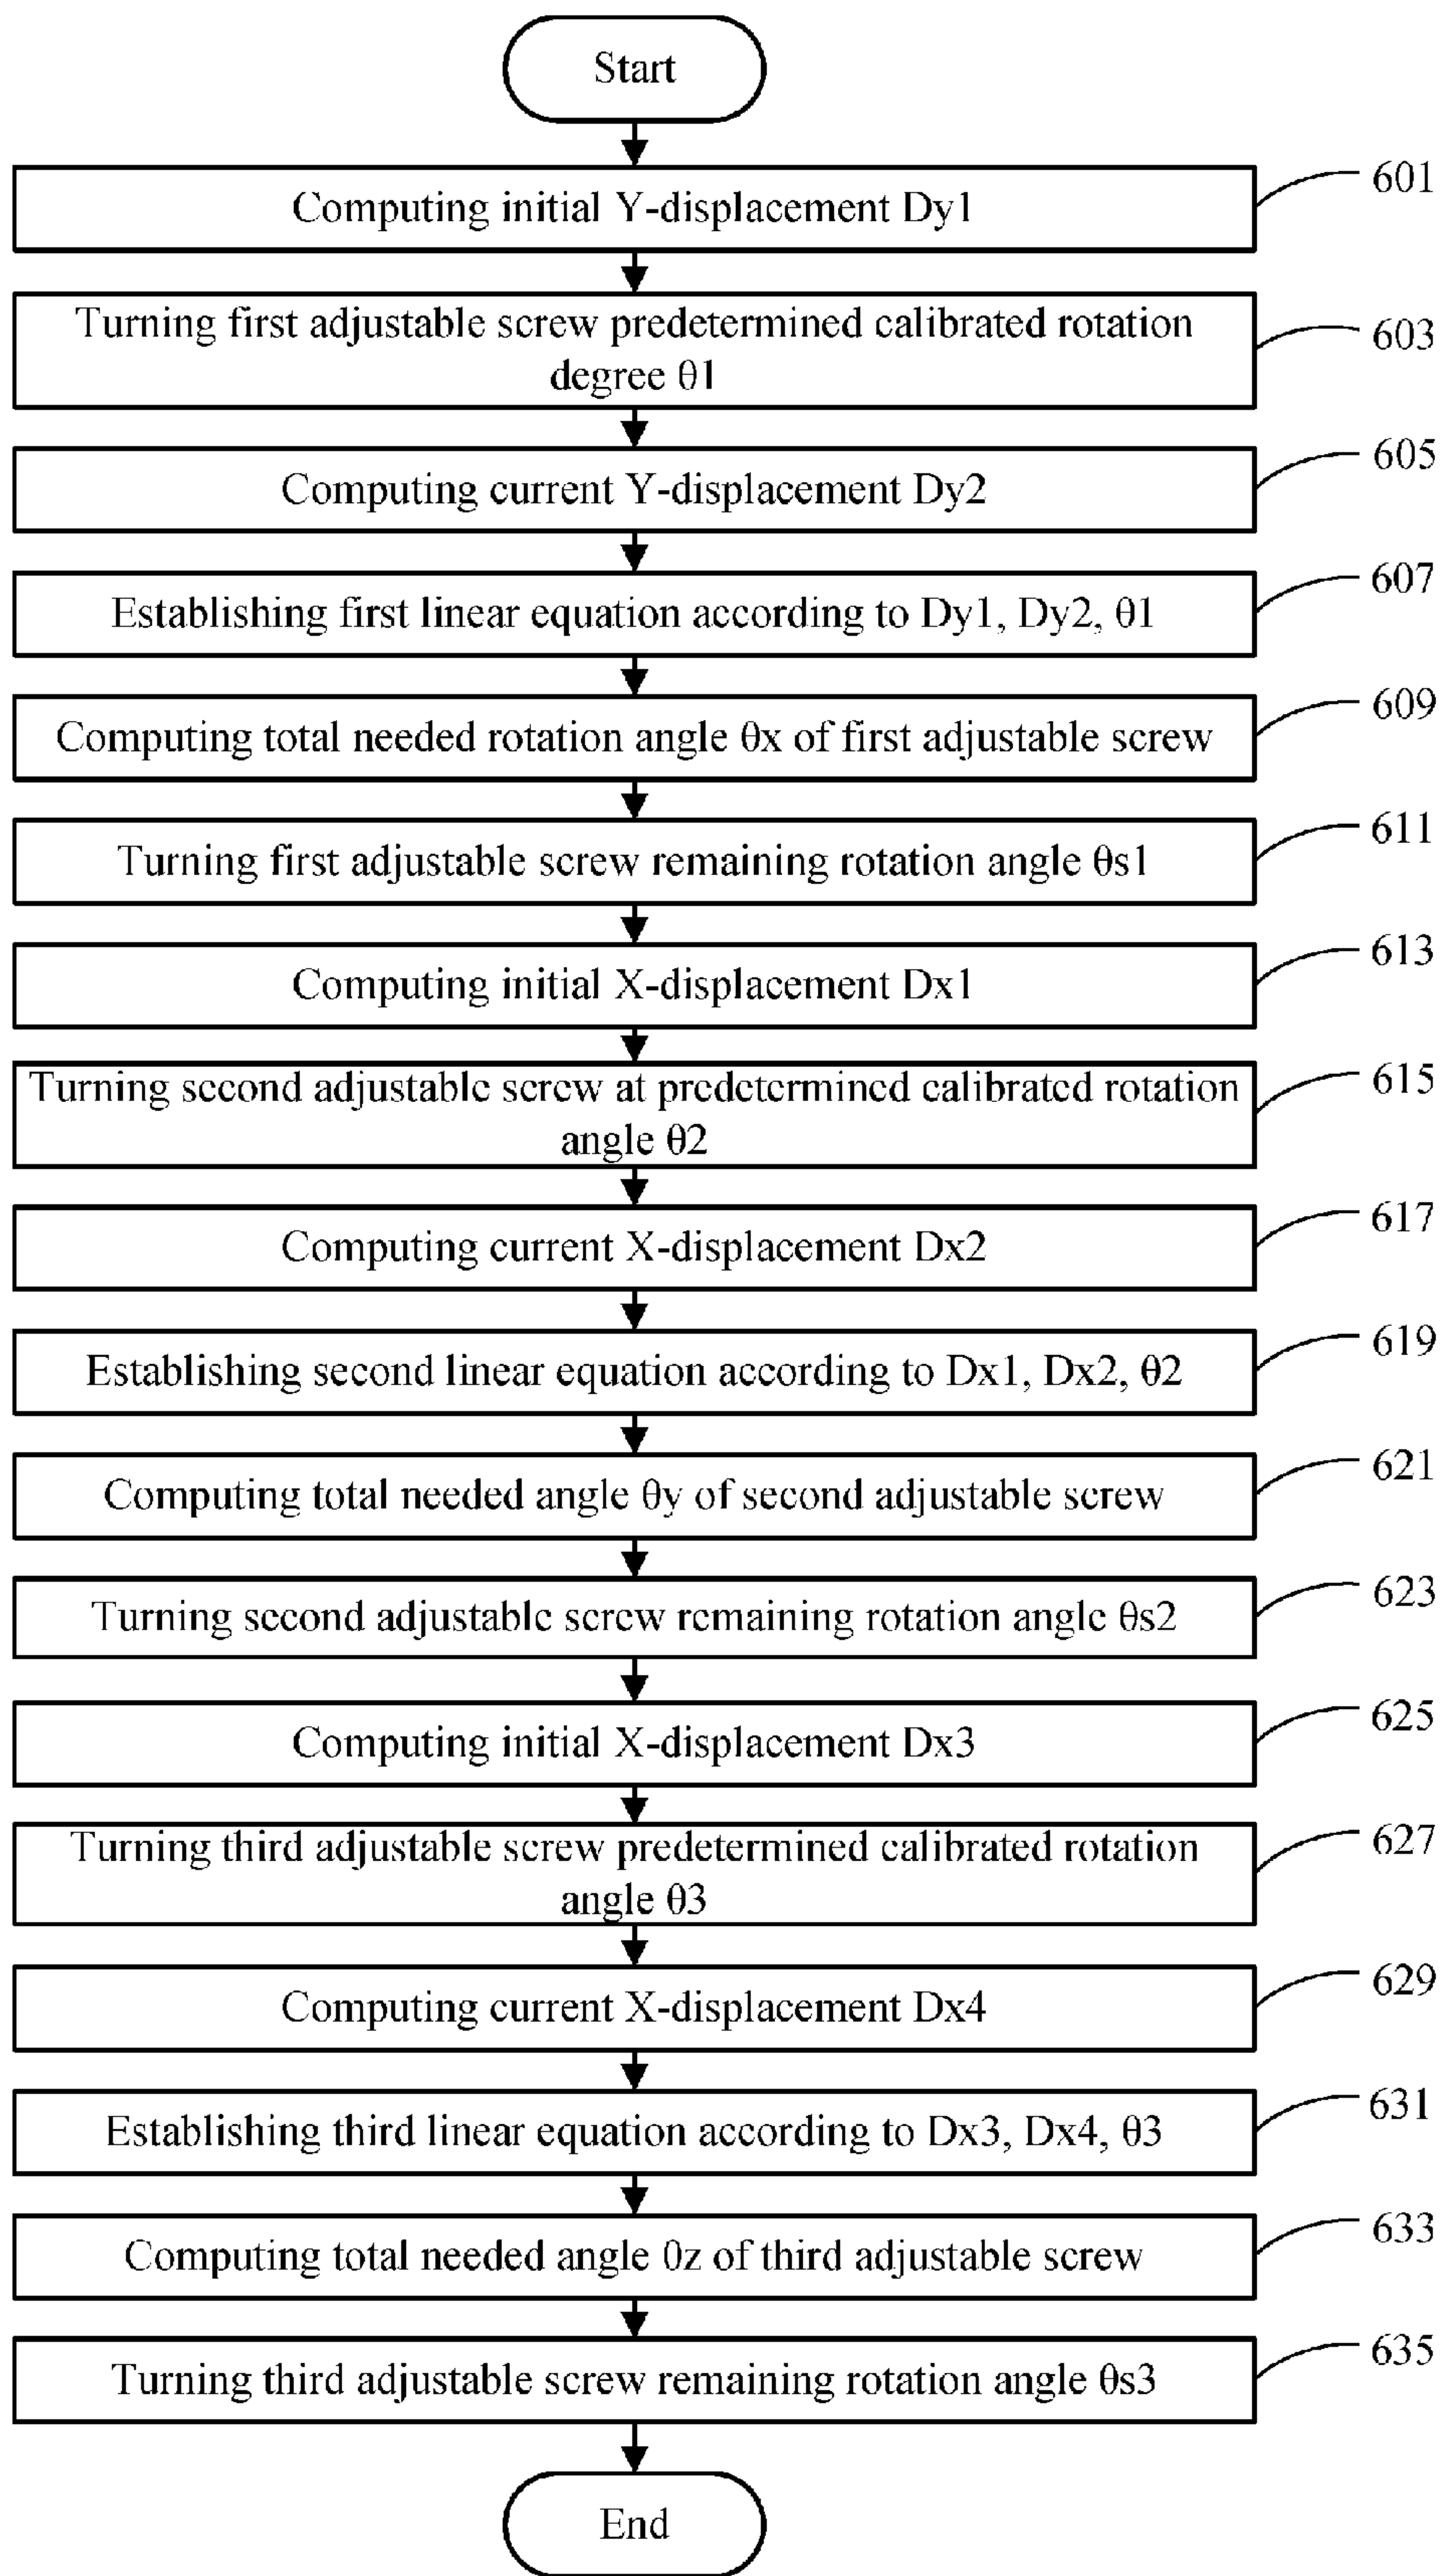 Start
Computing initial Y-displacement Dy1
601
Turning first adjustable screw predetermined calibrated rotation
degree θ1
603
Computing current Y-displacement Dy2
605
Establishing first linear equation according to Dy1, Dy2, θ1
607
Computing total needed rotation angle θx of first adjustable screw
609
Turning first adjustable screw remaining rotation angle θs1
611
Computing initial X-displacement Dx1
613
Turning second adjustable screw at predetermined calibrated rotation
angle θ2
615
Computing current X-displacement Dx2
617
Establishing second linear equation according to Dx1, Dx2, θ2
619
Computing total needed angle θy of second adjustable screw
621
Turning second adjustable screw remaining rotation angle θs2
623
Computing initial X-displacement Dx3
625
Turning third adjustable screw predetermined calibrated rotation
angle θ3
627
Computing current X-displacement Dx4
629
Establishing third linear equation according to Dx3, Dx4, θ3
631
Computing total needed angle θz of third adjustable screw
633
Turning third adjustable screw remaining rotation angle θs3
635
End